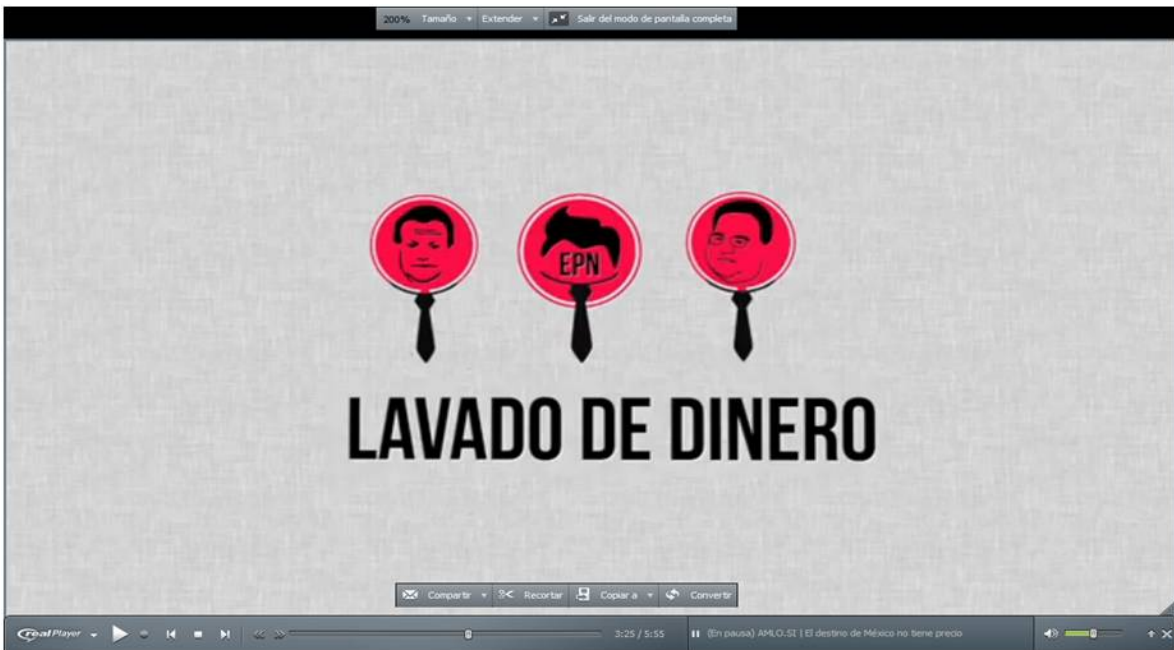 200% Tamaño Extender Salir del modo de pantalla completa
EPN
LAVADO DE DINERO
Compartir Recortar Copiar a Convertir
realPlayer 3:25 / 5:55 (En pausa) AMLO.SI | El destino de México no tiene precio